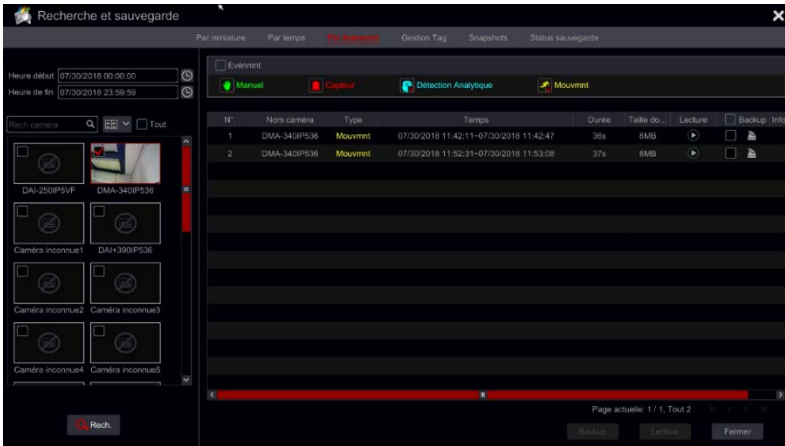 Recherche et sauvegarde
Par miniature Par temps Par Evènmnt Gestion Tag Snapshots Status sauvegarde
Heure début 07/30/2018 00:00:00
Heure de fin 07/30/2018 23:59:59
Rech caméra Tout
DAI-250IP5VF DMA-340IP536
Caméra inconnue1 DAI+390IP536
Caméra inconnue2 Caméra inconnue3
Caméra inconnue4 Caméra inconnue5
Rech.
Evènmnt
Manuel Capteur Détection Analytique Mouvmnt
N°. Nom caméra Type Temps Durée Taille do... Lecture Backup Info
1 DMA-340IP536 Mouvmnt 07/30/2018 11:42:11~07/30/2018 11:42:47 36s 8MB
2 DMA-340IP536 Mouvmnt 07/30/2018 11:52:31~07/30/2018 11:53:08 37s 8MB
Page actuelle: 1 / 1, Tout 2
Backup Lecture Fermer